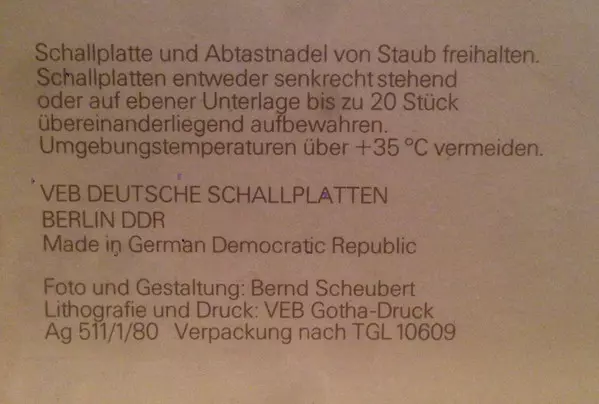 Schallplatte und Abtastnadel von Staub freihalten.
Schallplatten entweder senkrecht stehend
oder auf ebener Unterlage bis zu 20 Stück
übereinanderliegend aufbewahren.
Umgebungstemperaturen über +35 °C vermeiden.
VEB DEUTSCHE SCHALLPLATTEN
BERLIN DDR
Made in German Democratic Republic
Foto und Gestaltung: Bernd Scheubert
Lithografie und Druck: VEB Gotha-Druck
Ag 511/1/80 Verpackung nach TGL 10609